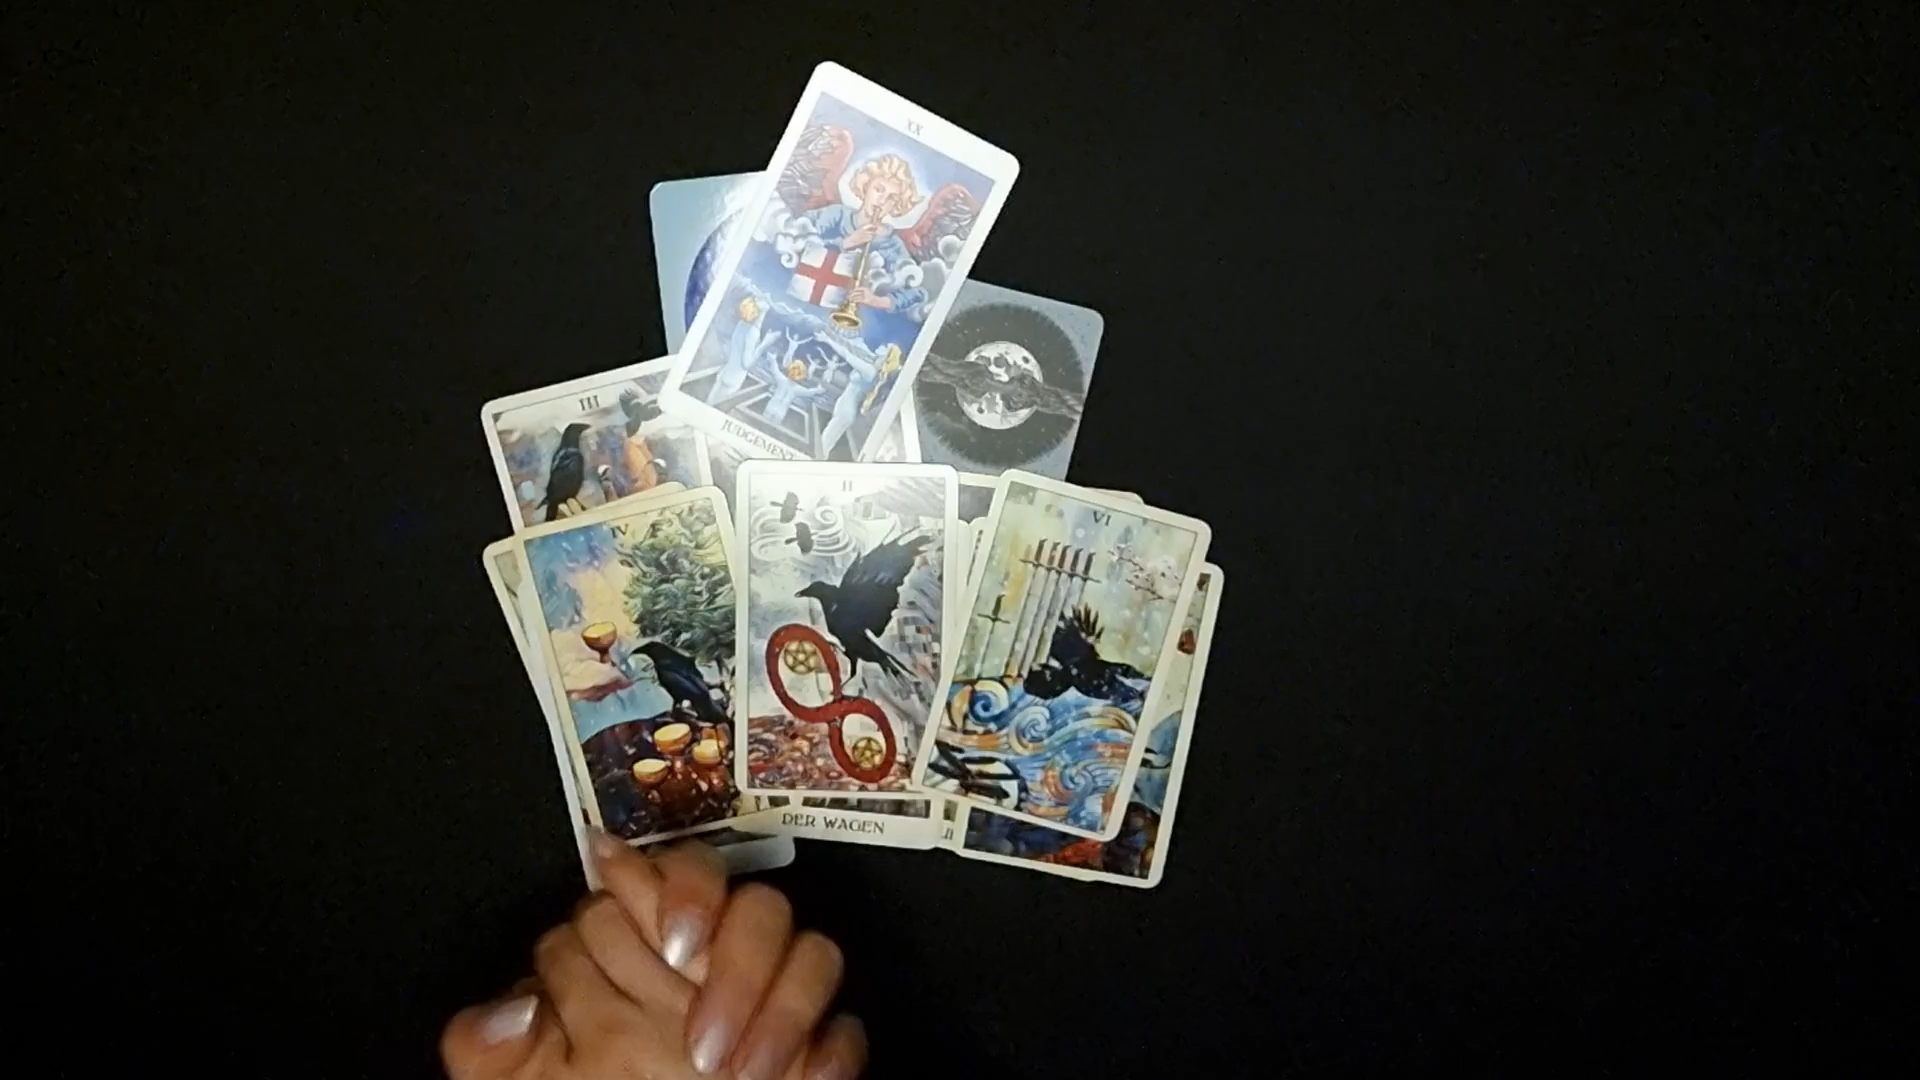 XX
JUDGEMENT
III
IV
II
VI
DER WAGEN